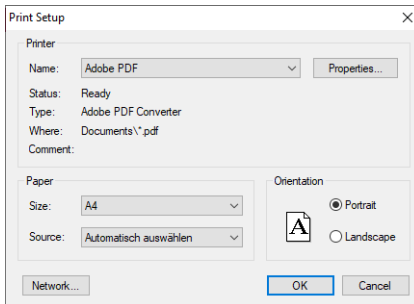 Print Setup
Printer
Name: Adobe PDF Properties...
Status: Ready
Type: Adobe PDF Converter
Where: Documents\*.pdf
Comment:
Paper
Size: A4
Source: Automatisch auswählen
Orientation
A
Portrait
Landscape
Network... OK Cancel